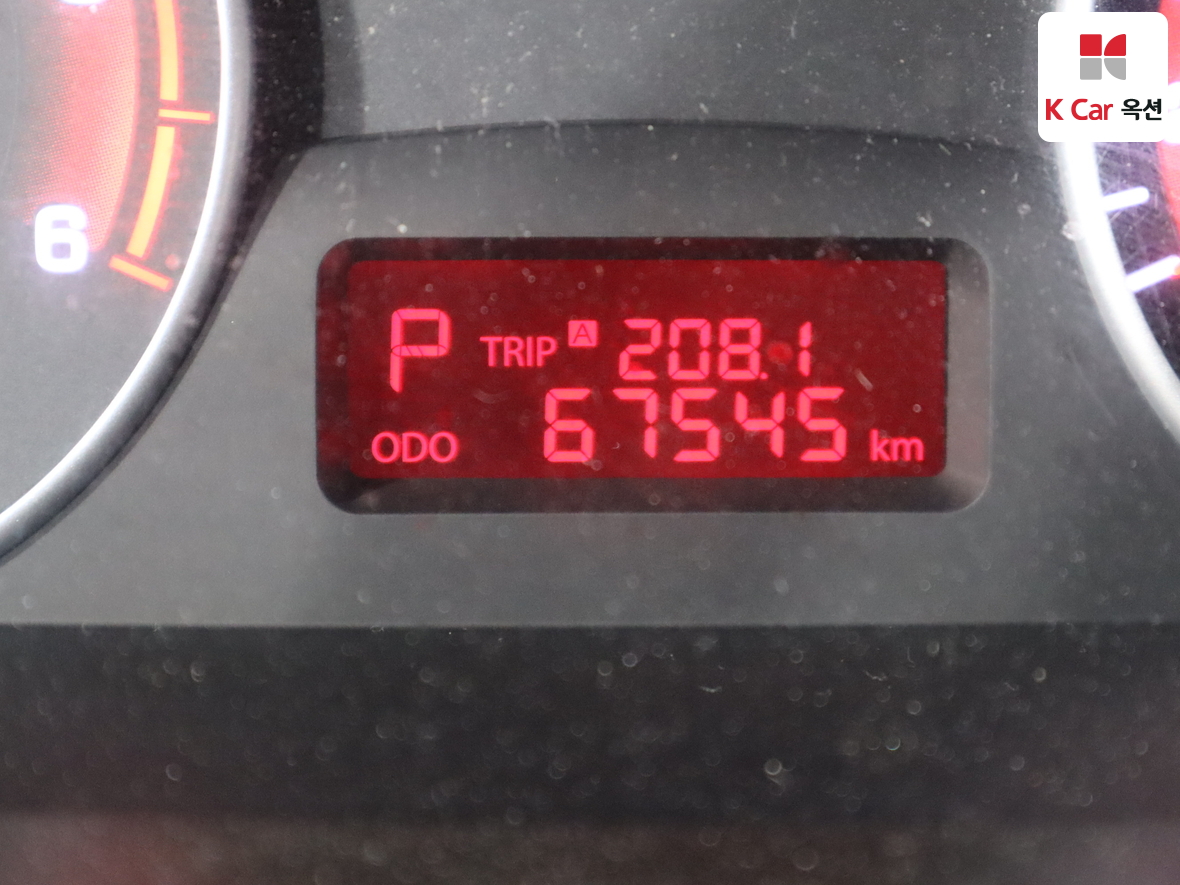 K Car 옥션
6
P TRIP A 208.1
ODO 67545 km